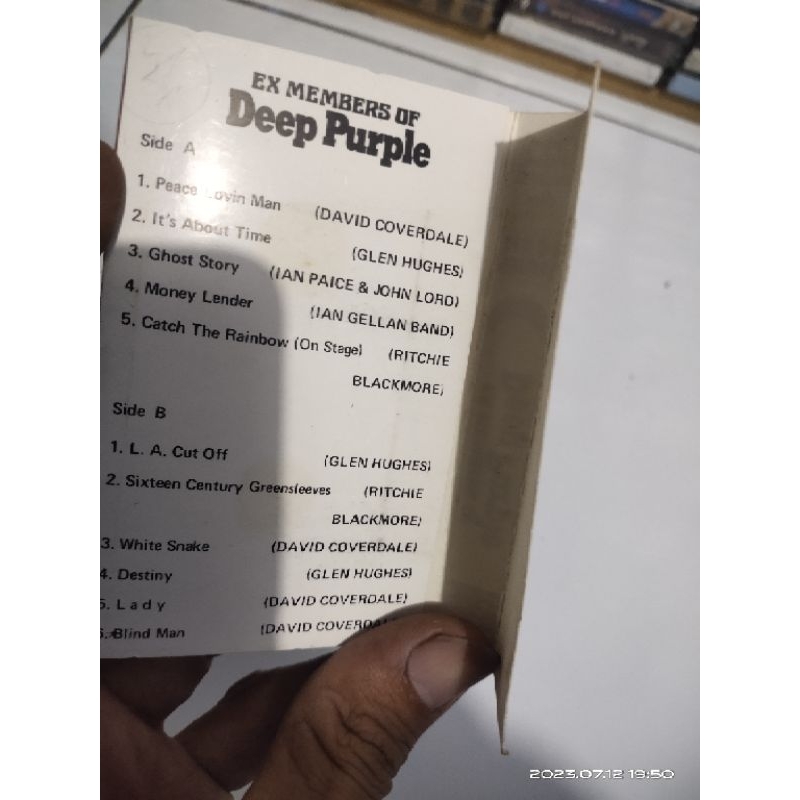 EX MEMBERS OF
Deep Purple
Side A
1. Peace Lovin Man (DAVID COVERDALE)
2. It's About Time (GLEN HUGHES)
3. Ghost Story (IAN PAICE & JOHN LORD)
4. Money Lender (IAN GELLAN BAND)
5. Catch The Rainbow (On Stage) (RITCHIE
BLACKMORE)
Side B
1. L. A. Cut Off (GLEN HUGHES)
2. Sixteen Century Greensleeves (RITCHIE
BLACKMORE)
3. White Snake (DAVID COVERDALE)
4. Destiny (GLEN HUGHES)
5. Lady (DAVID COVERDALE)
6. Blind Man (DAVID COVERDALE)
2023.07.12 19:50